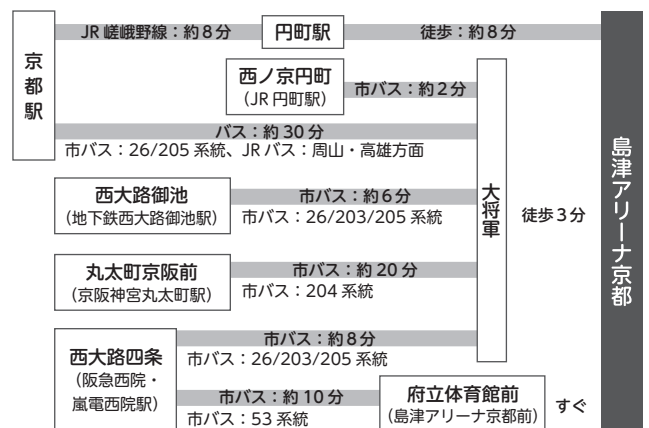 京都駅
JR 嵯峨野線：約8分
円町駅
徒歩：約8分
西ノ京円町
（JR 円町駅）
市バス：約2分
バス：約30分
市バス：26/205 系統、JR バス：周山・高雄方面
西大路御池
（地下鉄西大路御池駅）
市バス：約6分
市バス：26/203/205 系統
大将軍
徒歩3分
島津アリーナ京都
丸太町京阪前
（京阪神宮丸太町駅）
市バス：約20分
市バス：204 系統
西大路四条
（阪急西院・
嵐電西院駅）
市バス：約8分
市バス：26/203/205 系統
市バス：約10分
市バス：53 系統
府立体育館前
（島津アリーナ京都前）
すぐ